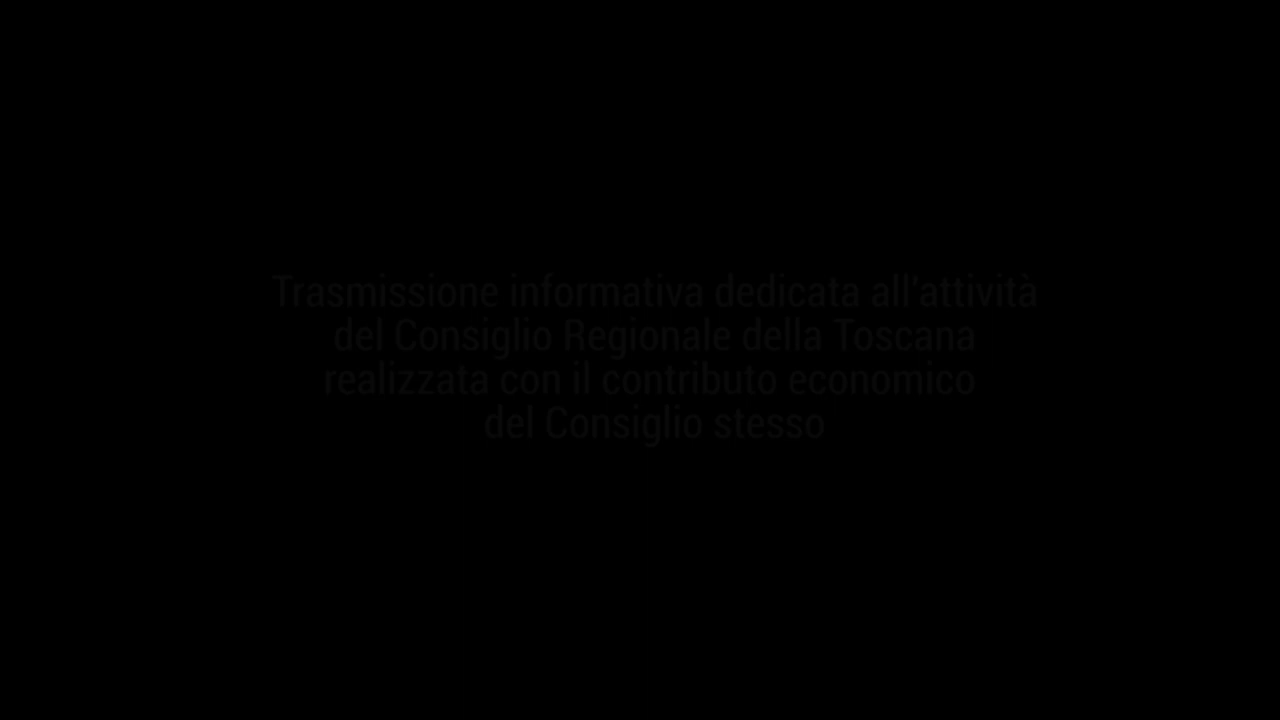 Trasmissione informativa dedicata all'attività
del Consiglio Regionale della Toscana
realizzata con il contributo economico
del Consiglio stesso